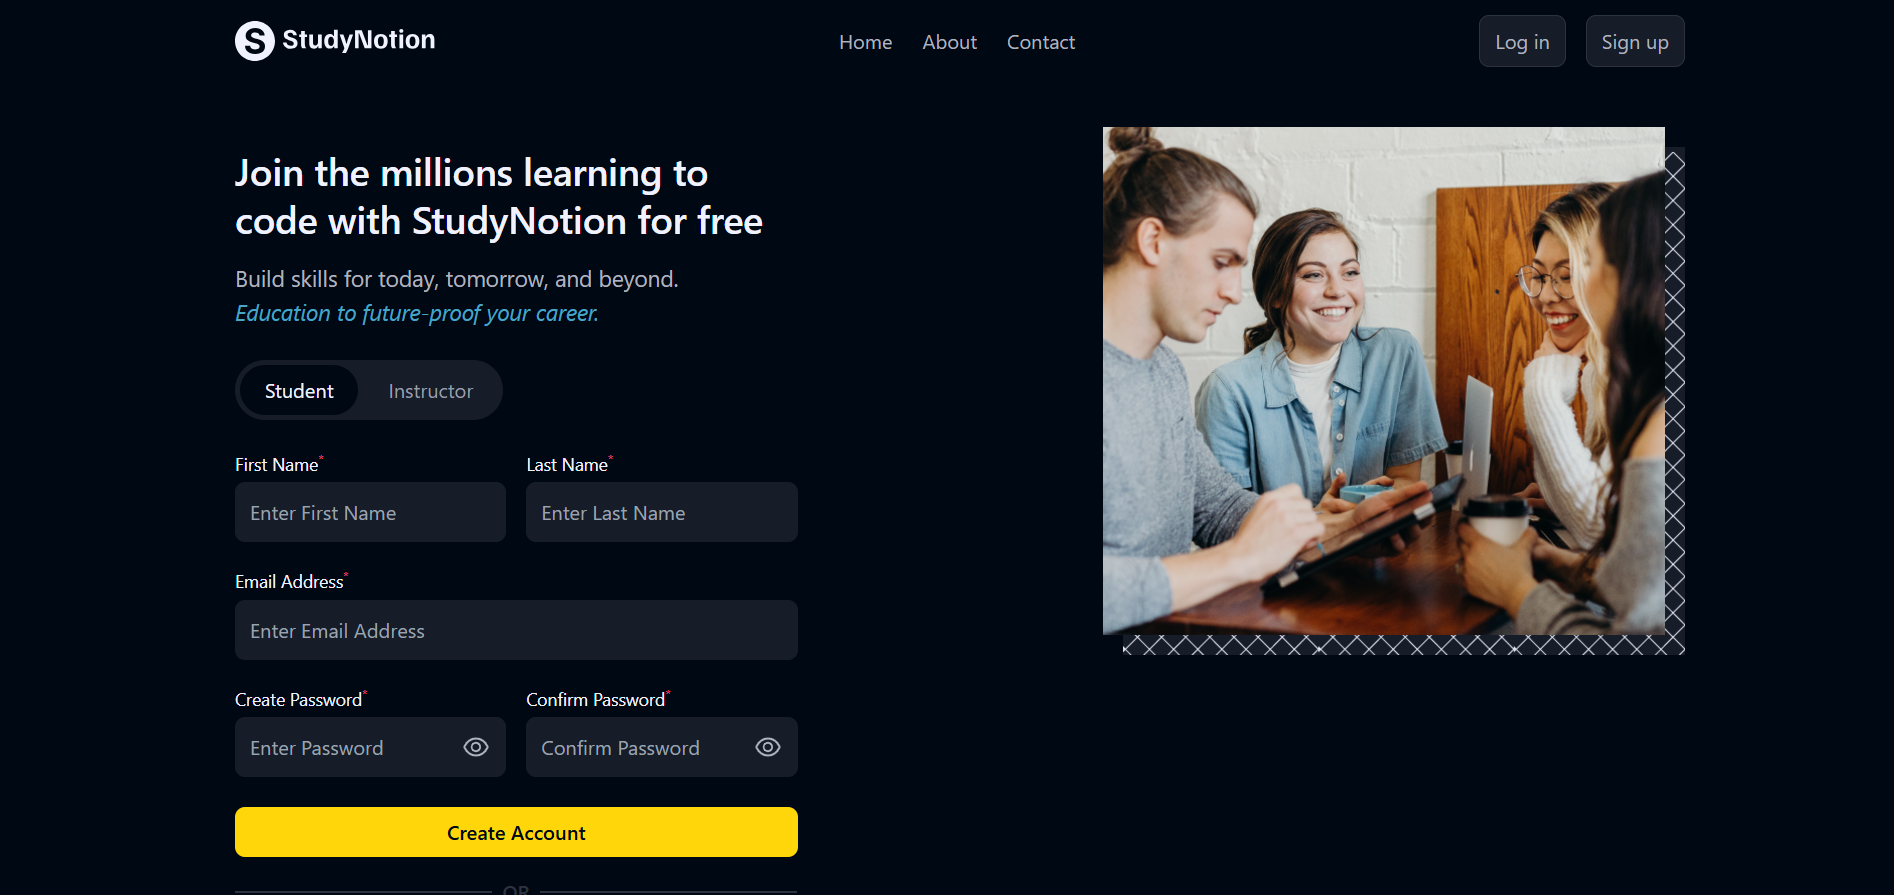 S StudyNotion
Home About Contact
Log in Sign up
Join the millions learning to
code with StudyNotion for free
Build skills for today, tomorrow, and beyond.
Education to future-proof your career.
Student Instructor
First Name* Last Name*
Enter First Name Enter Last Name
Email Address*
Enter Email Address
Create Password* Confirm Password*
Enter Password Confirm Password
Create Account
OR